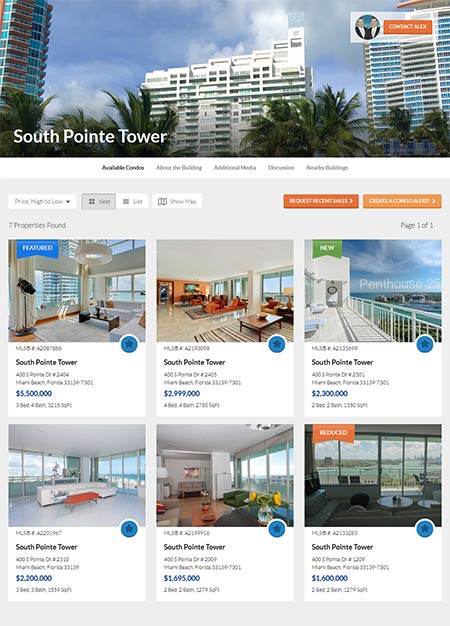 CONTACT ALEX
South Pointe Tower
Available Condos About the Building Additional Media Discussion Nearby Buildings
Price, High to Low Grid List Show Map REQUEST RECENT SALES CREATE A CONDO ALERT!
7 Properties Found. Page 1 of 1
FEATURED
MLS® #: A2087886
South Pointe Tower
400 S Pointe Dr # 2404
Miami Beach, Florida 33139-7301
$5,500,000
3 Bed, 4 Bath, 3215 SqFt
MLS® #: A2193098
South Pointe Tower
400 S Pointe Dr # 2405
Miami Beach, Florida 33139-7301
$2,999,000
4 Bed, 4 Bath, 2750 SqFt
NEW
Penthouse 25
MLS® #: A2133699
South Pointe Tower
400 S Pointe Dr # 2501
Miami Beach, Florida 33139-7301
$2,300,000
2 Bed, 2 Bath, 1350 SqFt
MLS® #: A2201967
South Pointe Tower
400 S Pointe Dr # 2310
Miami Beach, Florida 33139
$2,200,000
3 Bed, 3 Bath, 1559 SqFt
MLS® #: A2199916
South Pointe Tower
400 S Pointe Dr # 2009
Miami Beach, Florida 33139-7301
$1,695,000
2 Bed, 2 Bath, 1279 SqFt
REDUCED
MLS® #: A2133283
South Pointe Tower
400 S Pointe Dr # 1209
Miami Beach, Florida 33139-7301
$1,600,000
2 Bed, 2 Bath, 1279 SqFt